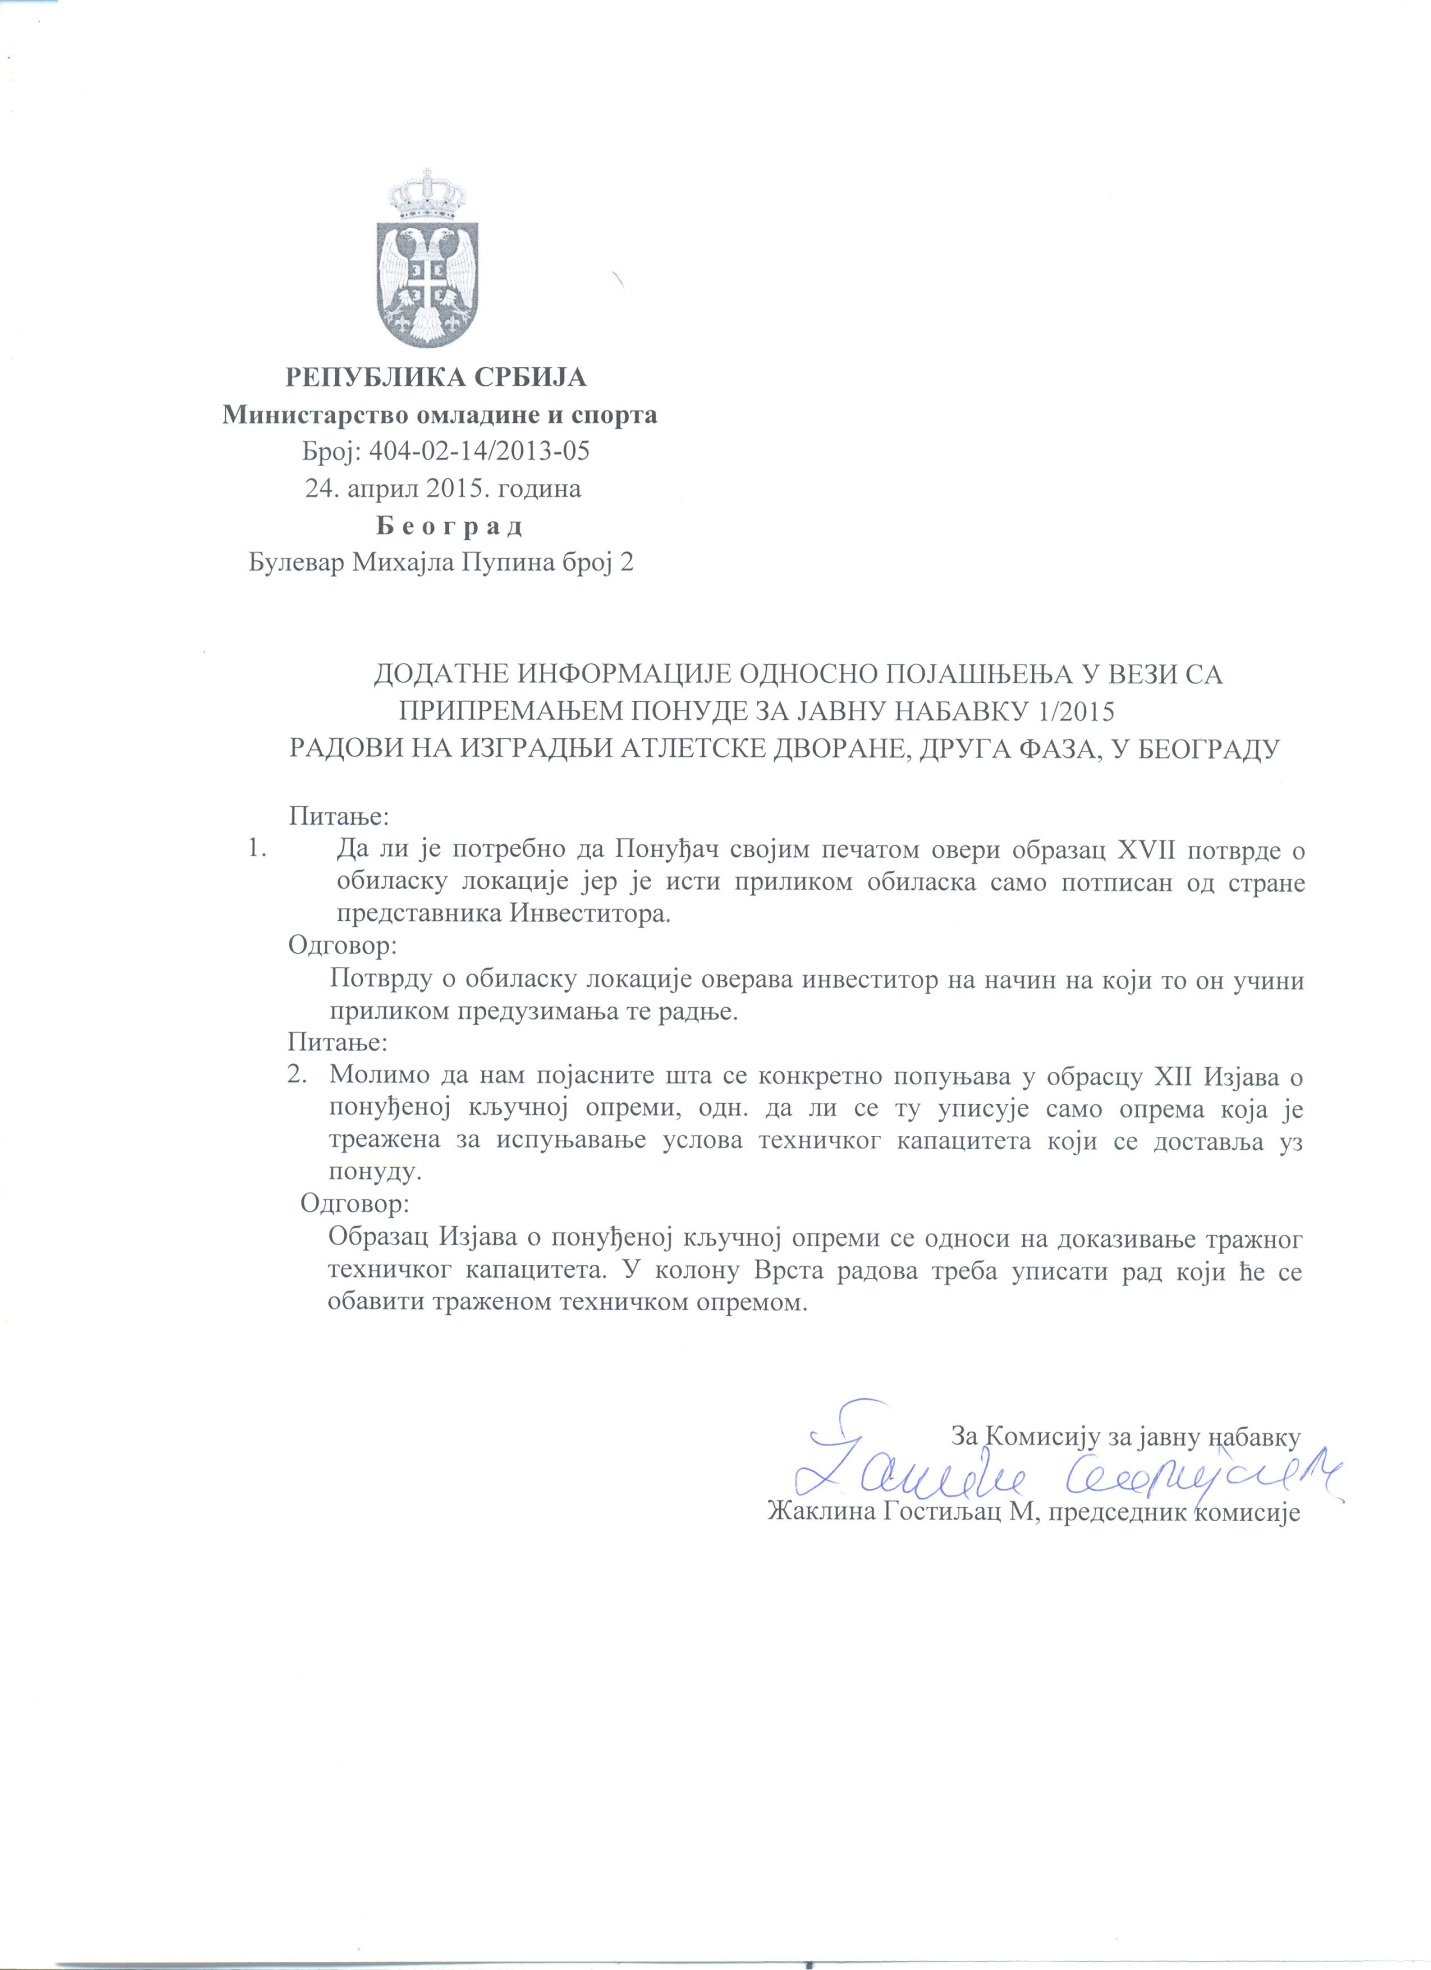 РЕПУБЛИКА СРБИЈА
Министарство омладине и спорта
Број: 404-02-14/2013-05
24. април 2015. година
Б е о г р а д
Булевар Михајла Пупина број 2
ДОДАТНЕ ИНФОРМАЦИЈЕ ОДНОСНО ПОЈАШЊЕЊА У ВЕЗИ СА
ПРИПРЕМАЊЕМ ПОНУДЕ ЗА ЈАВНУ НАБАВКУ 1/2015
РАДОВИ НА ИЗГРАДЊИ АТЛЕТСКЕ ДВОРАНЕ, ДРУГА ФАЗА, У БЕОГРАДУ
Питање:
1. Да ли је потребно да Понуђач својим печатом овери образац XVII потврде о
обиласку локације јер је исти приликом обиласка само потписан од стране
представника Инвеститора.
Одговор:
Потврду о обиласку локације оверава инвеститор на начин на који то он учини
приликом предузимања те радње.
Питање:
2. Молимо да нам појасните шта се конкретно попуњава у обрасцу XII Изјава о
понуђеној кључној опреми, одн. да ли се ту уписује само опрема која је
треажена за испуњавање услова техничког капацитета који се доставља уз
понуду.
Одговор:
Образац Изјава о понуђеној кључној опреми се односи на доказивање тражног
техничког капацитета. У колону Врста радова треба уписати рад који ће се
обавити траженом техничком опремом.
За Комисију за јавну набавку
Жаклина Гостиљац М, председник комисије